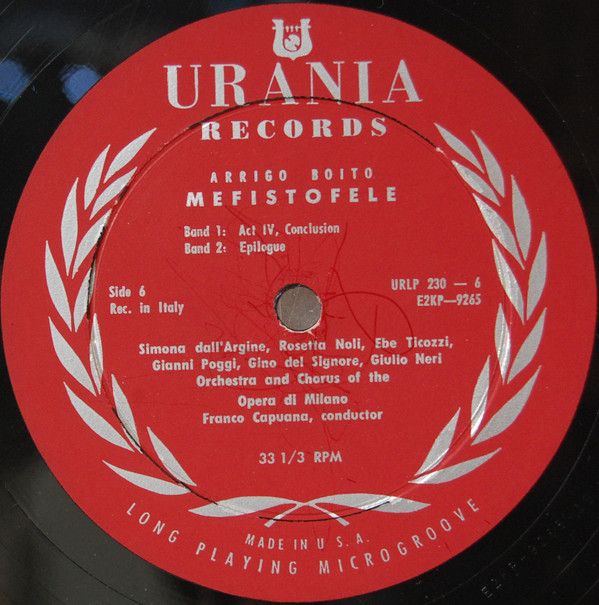 URANIA
RECORDS
ARRIGO BOITO
MEFISTOFELE
Band 1: Act IV, Conclusion
Band 2: Epilogue
Side 6
Rec. in Italy
URLP 230 — 6
E2KP—9265
Simona dall'Argine, Rosetta Noli, Ebe Ticozzi,
Gianni Poggi, Gino del Signore, Giulio Neri
Orchestra and Chorus of the
Opera di Milano
Franco Capuana, conductor
33 1/3 RPM
MADE IN U S.A.
LONG PLAYING MICROGROOVE